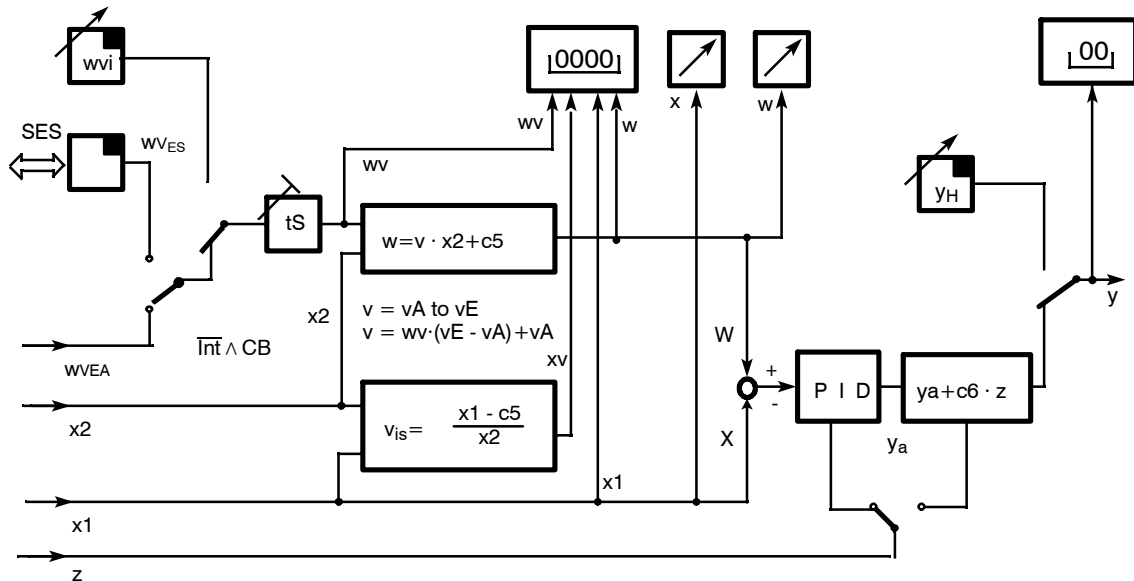 wvi
0000
00
x
w
wv
w
SES
wvES
wv
yH
tS
w=v · x2+c5
y
x2
v = vA to vE
v = wv·(vE - vA)+vA
W
Int ∧ CB
xv
wVEA
+
-
P I D
ya+c6 · z
x2
vis= x1 - c5
x2
X
ya
x1
x1
z